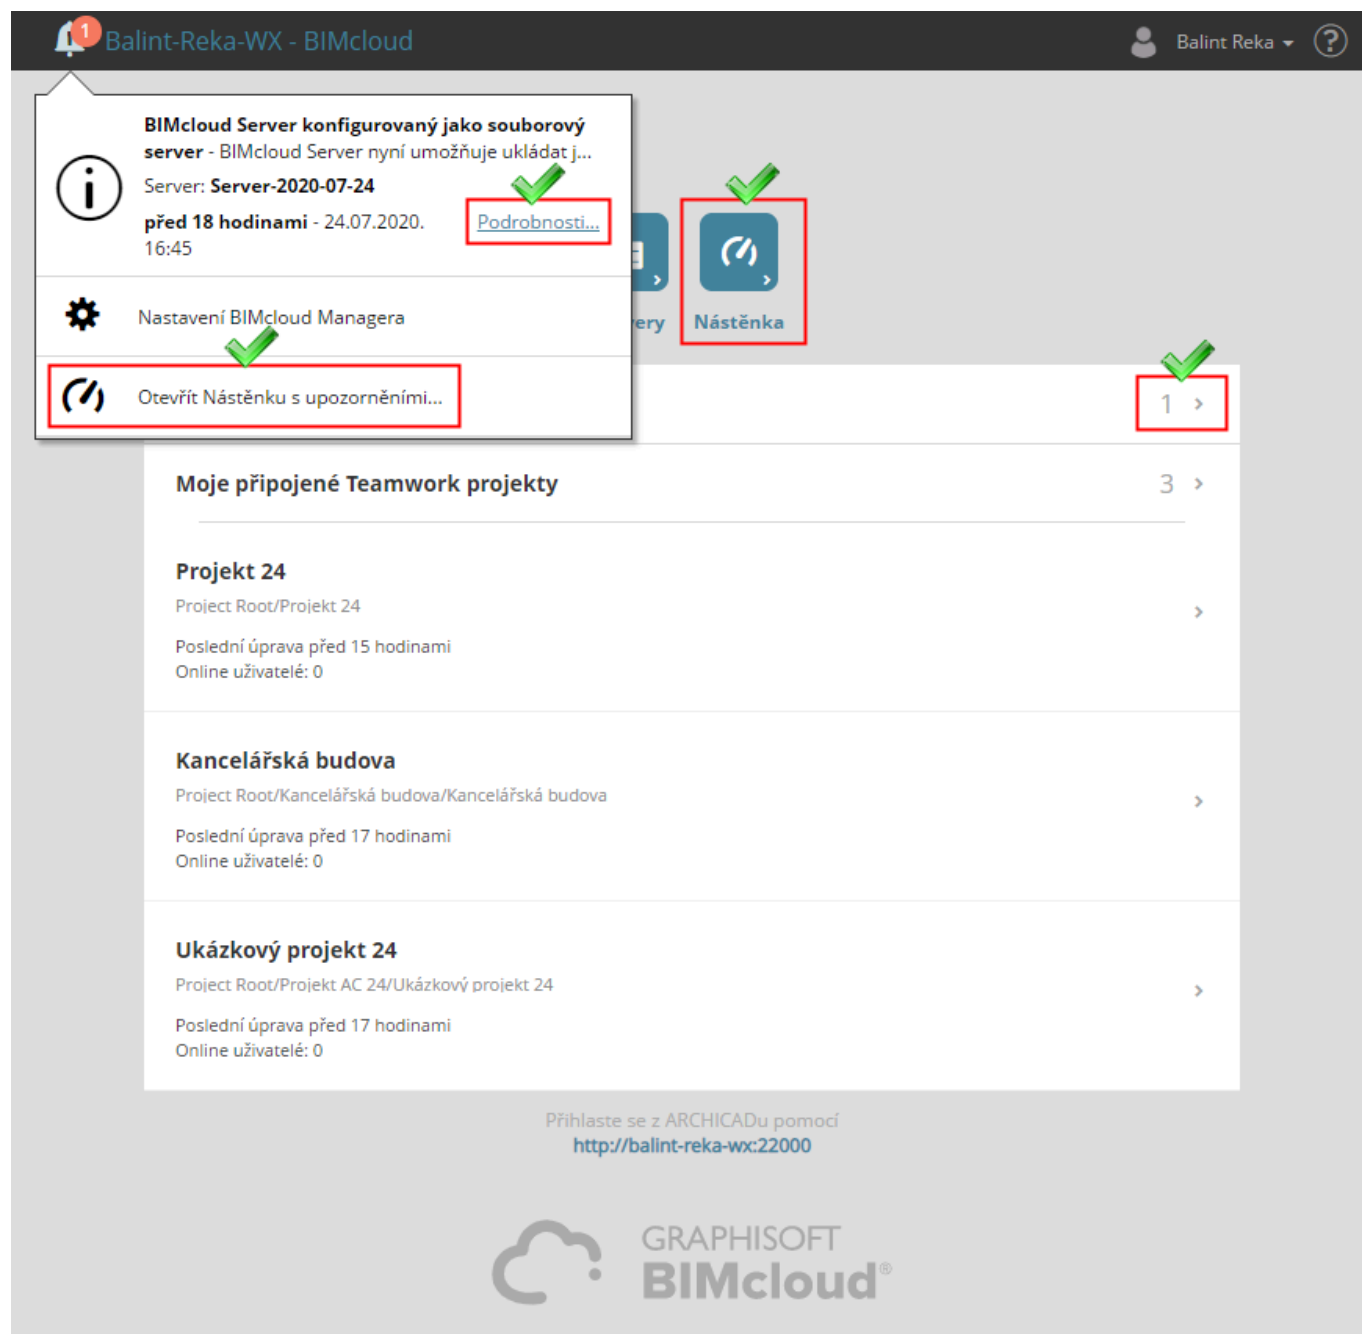 1
Balint-Reka-WX - BIMcloud
Balint Reka
?
BIMcloud Server konfigurovaný jako souborový
server - BIMcloud Server nyní umožňuje ukládat j...
Server: Server-2020-07-24
před 18 hodinami - 24.07.2020.
16:45
Podrobnosti...
Nastavení BIMcloud Managera
Otevřít Nástěnku s upozorněními...
Nástěnka
1
Moje připojené Teamwork projekty
3
Projekt 24
Project Root/Projekt 24
Poslední úprava před 15 hodinami
Online uživatelé: 0
Kancelářská budova
Project Root/Kancelářská budova/Kancelářská budova
Poslední úprava před 17 hodinami
Online uživatelé: 0
Ukázkový projekt 24
Project Root/Projekt AC 24/Ukázkový projekt 24
Poslední úprava před 17 hodinami
Online uživatelé: 0
Přihlaste se z ARCHICADu pomocí
http://balint-reka-wx:22000
GRAPHISOFT
BIMcloud®